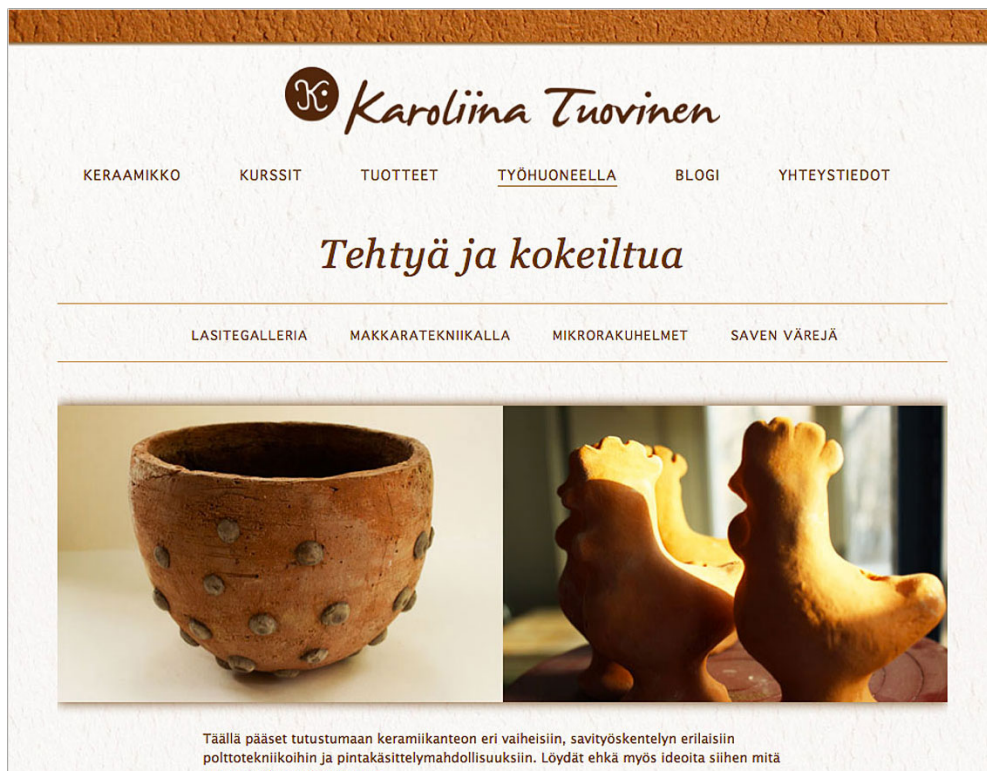 K
Karoliina Tuovinen
KERAAMIKKO KURSSIT TUOTTEET TYÖHUONEELLA BLOGI YHTEYSTIEDOT
Tehtyä ja kokeiltua
LASITEGALLERIA MAKKARATEKNIIKALLA MIKRORAKUHELMET SAVEN VÄREJÄ
Täällä pääset tutustumaan keramiikanteon eri vaiheisiin, savityöskentelyn erilaisiin
polttotekniikoihin ja pintakäsittelymahdollisuuksiin. Löydät ehkä myös ideoita siihen mitä